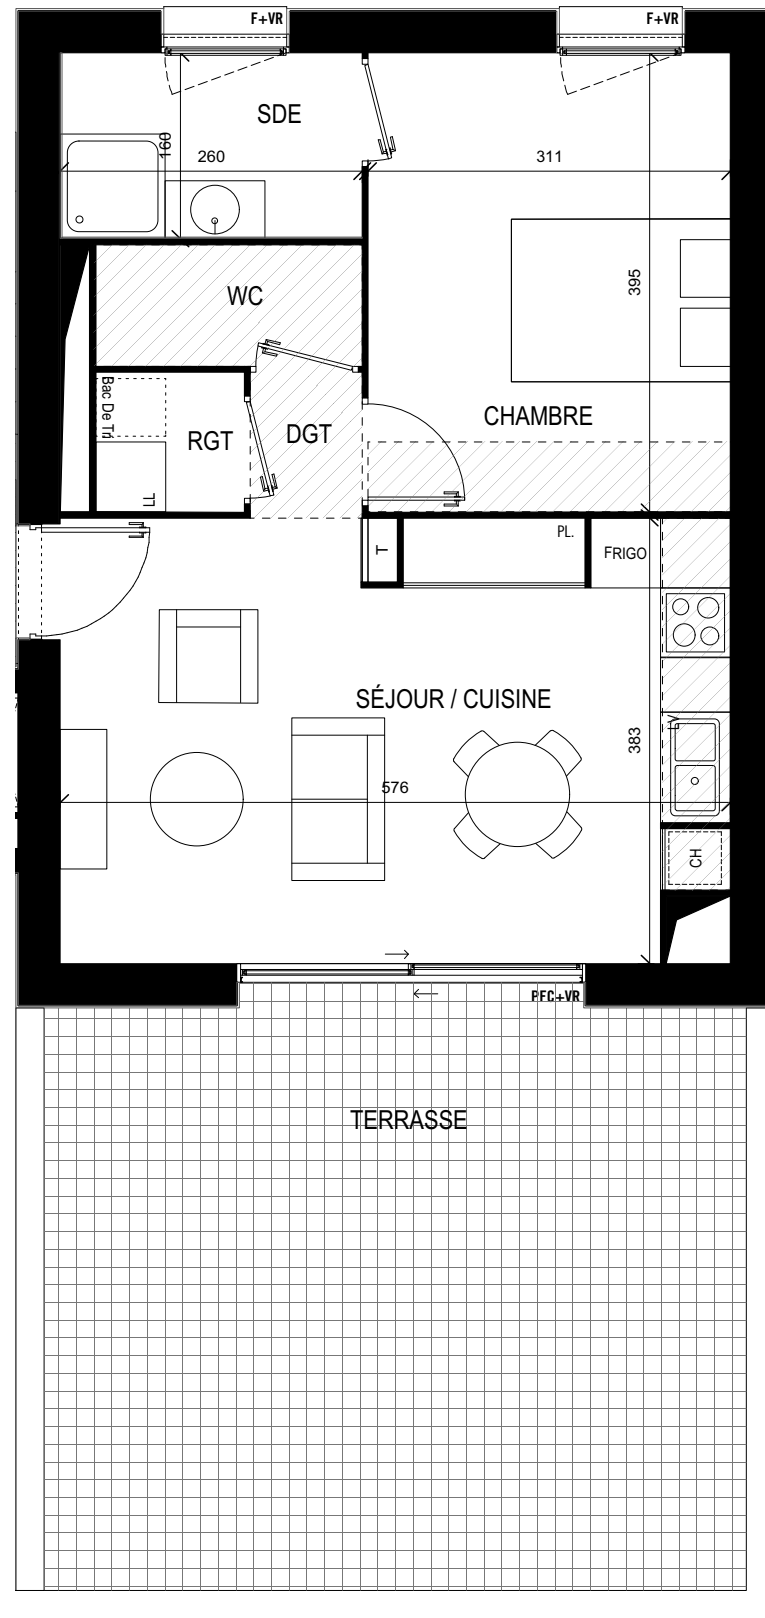 F+VR
F+VR
SDE
160
260
311
395
WC
Bac De Tri
RGT
DGT
CHAMBRE
LL
T
PL.
FRIGO
SÉJOUR / CUISINE
LV
383
576
CH
PFC+VR
TERRASSE